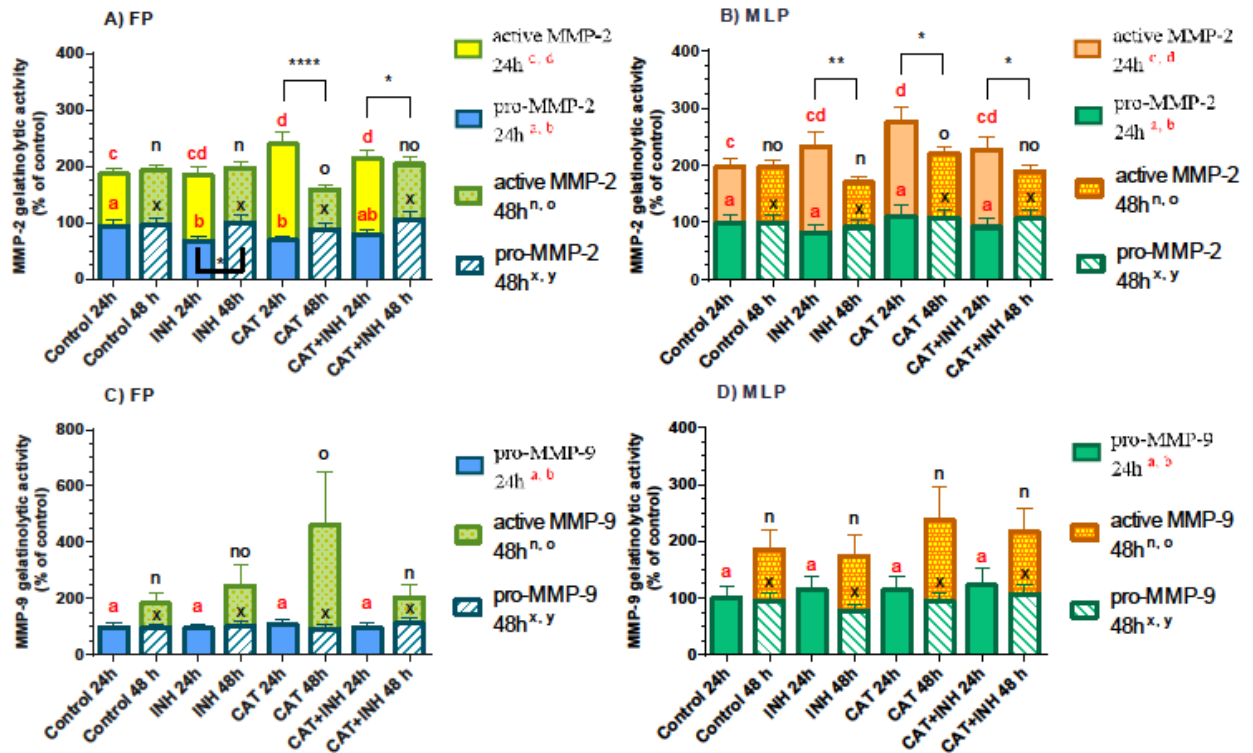 A) FP
MMP-2 gelatinolytic activity
(% of control)
400
300
200
100
0
c
a
n
x
cd
b
n
x
*
d
b
o
x
****
d
ab
no
x
*
Control 24h
Control 48 h
INH 24h
INH 48h
CAT 24h
CAT 48h
CAT+INH 24h
CAT+INH 48 h
active MMP-2
24h c, d
pro-MMP-2
24h a, b
active MMP-2
48h n, o
pro-MMP-2
48h x, y
B) MLP
MMP-2 gelatinolytic activity
(% of control)
400
300
200
100
0
c
a
no
x
cd
a
n
x
**
d
a
o
x
*
cd
a
no
x
*
Control 24h
Control 48 h
INH 24h
INH 48h
CAT 24h
CAT 48h
CAT+INH 24h
CAT+INH 48 h
active MMP-2
24h c, d
pro-MMP-2
24h a, b
active MMP-2
48h n, o
pro-MMP-2
48h x, y
C) FP
MMP-9 gelatinolytic activity
(% of control)
800
600
400
200
0
a
n
x
a
no
x
a
o
x
a
n
x
Control 24h
Control 48 h
INH 24h
INH 48h
CAT 24h
CAT 48h
CAT+INH 24h
CAT+INH 48 h
pro-MMP-9
24h a, b
active MMP-9
48h n, o
pro-MMP-9
48h x, y
D) MLP
MMP-9 gelatinolytic activity
(% of control)
400
300
200
100
0
a
n
x
a
n
x
a
n
x
a
n
x
Control 24h
Control 48 h
INH 24h
INH 48h
CAT 24h
CAT 48h
CAT+INH 24h
CAT+INH 48 h
pro-MMP-9
24h a, b
active MMP-9
48h n, o
pro-MMP-9
48h x, y